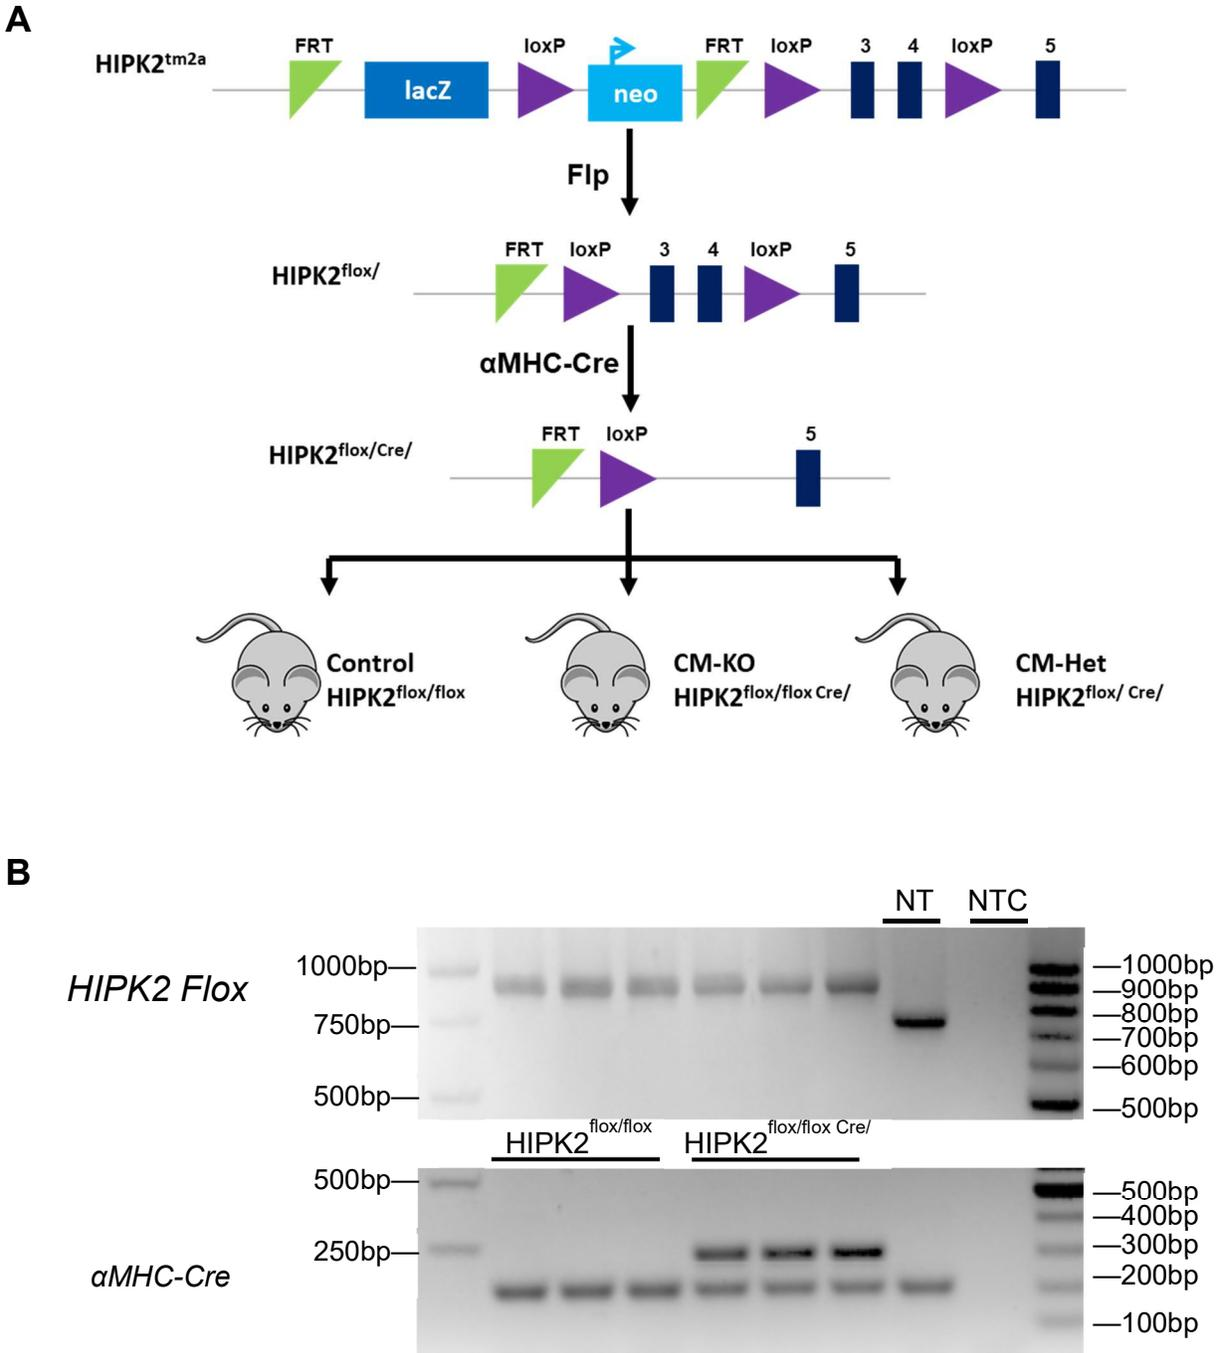 A
HIPK2tm2a
FRT loxP FRT loxP 3 4 loxP 5
lacZ neo
Flp
HIPK2flox/
FRT loxP 3 4 loxP 5
αMHC-Cre
HIPK2flox/Cre/
FRT loxP 5
Control
HIPK2flox/flox
CM-KO
HIPK2flox/flox Cre/
CM-Het
HIPK2flox/ Cre/
B
NT NTC
HIPK2 Flox
1000bp
750bp
500bp
1000bp
900bp
800bp
700bp
600bp
500bp
HIPK2flox/flox HIPK2flox/flox Cre/
αMHC-Cre
500bp
250bp
500bp
400bp
300bp
200bp
100bp